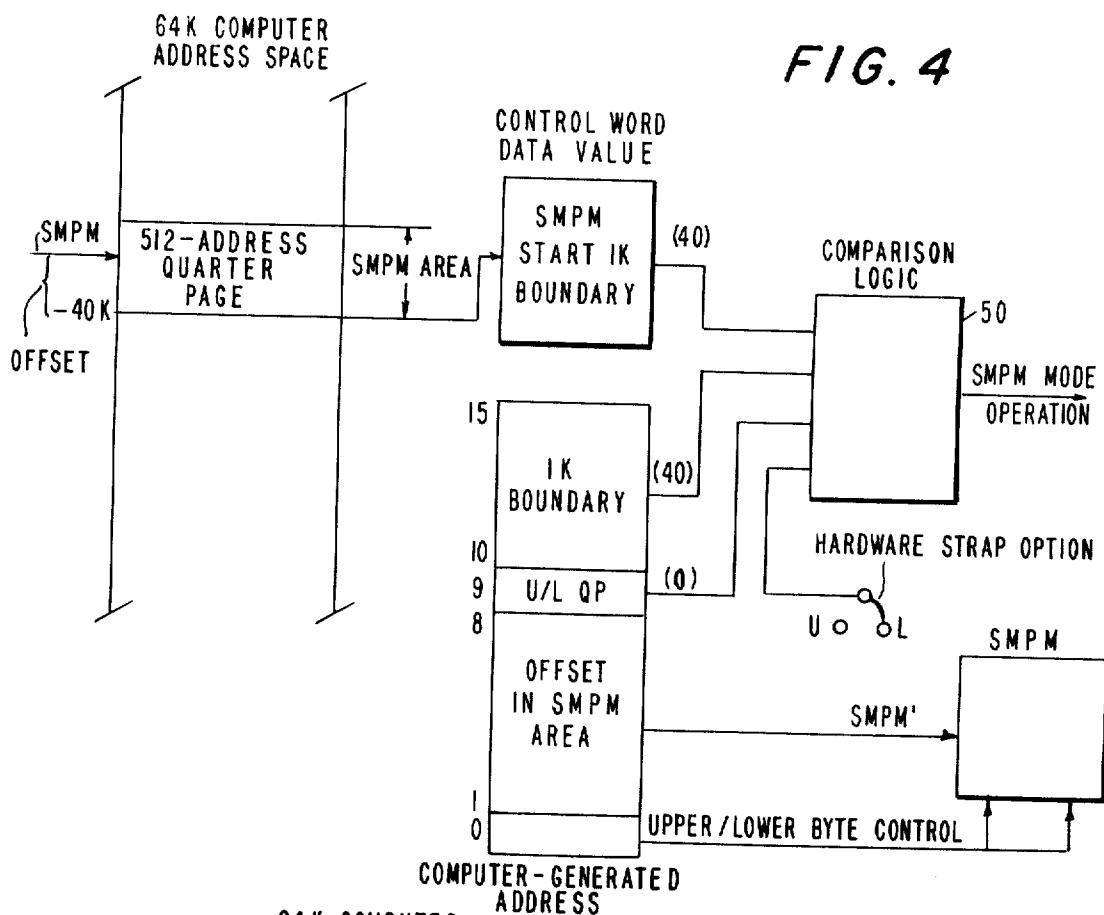 64K COMPUTER
ADDRESS SPACE
FIG. 4
CONTROL WORD
DATA VALUE
SMPM
START 1K
BOUNDARY
(40)
COMPARISON
LOGIC
50
SMPM MODE
OPERATION
SMPM
512-ADDRESS
QUARTER
PAGE
SMPM AREA
-40K
OFFSET
15
1K
BOUNDARY
(40)
10
9
U/L QP
(0)
8
HARDWARE STRAP OPTION
U
L
OFFSET
IN SMPM
AREA
SMPM'
SMPM
1
0
UPPER/LOWER BYTE CONTROL
COMPUTER-GENERATED
ADDRESS
64K COMPUTER